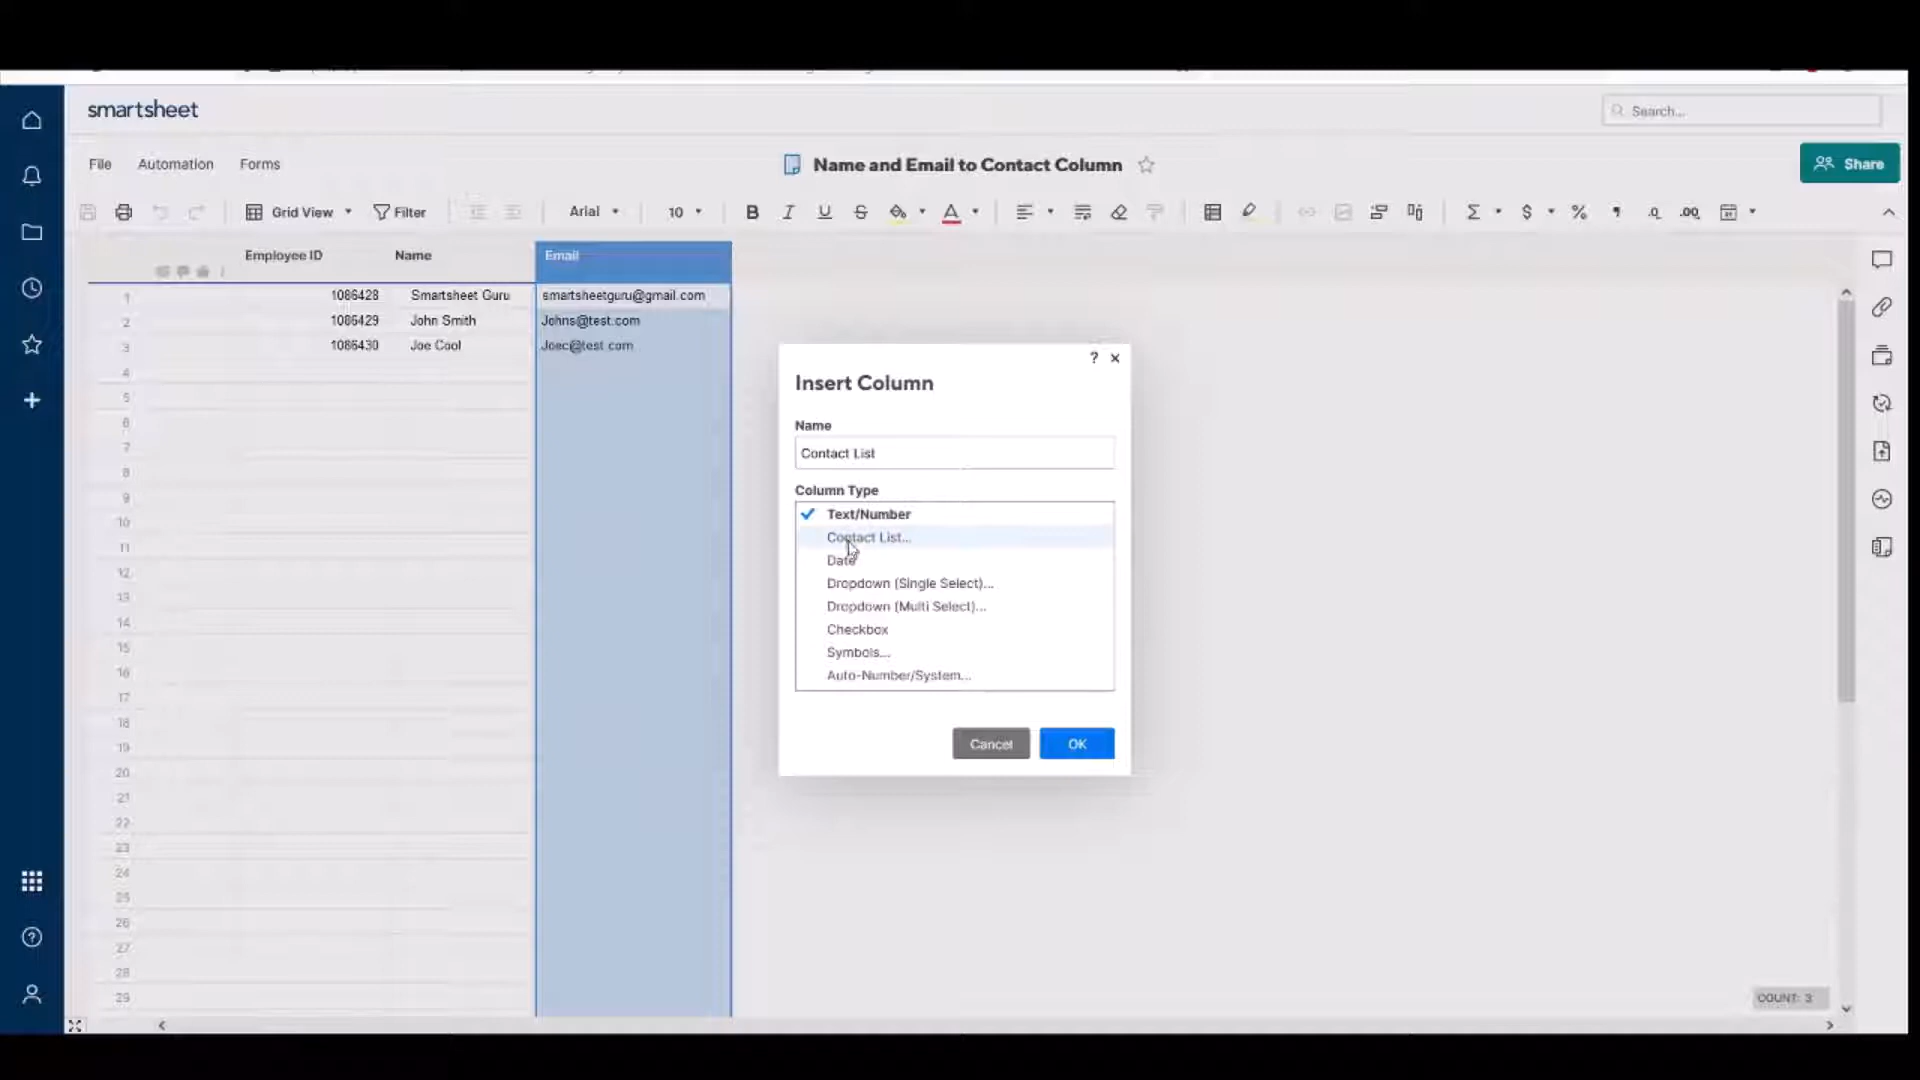 smartsheet
Search...
File Automation Forms
Name and Email to Contact Column
Share
Grid View Filter Arial 10 B I U S A Σ $ % .0 .00
Employee ID Name Email
1 1086428 Smartsheet Guru smartsheetguru@gmail.com
2 1086429 John Smith Johns@test.com
3 1086430 Joe Cool Joec@test.com
4
5
6
7
8
9
10
11
12
13
14
15
16
17
18
19
20
21
22
23
24
25
26
27
28
29
? ×
Insert Column
Name
Contact List
Column Type
Text/Number
Contact List...
Date
Dropdown (Single Select)...
Dropdown (Multi Select)...
Checkbox
Symbols...
Auto-Number/System...
Cancel OK
COUNT: 3